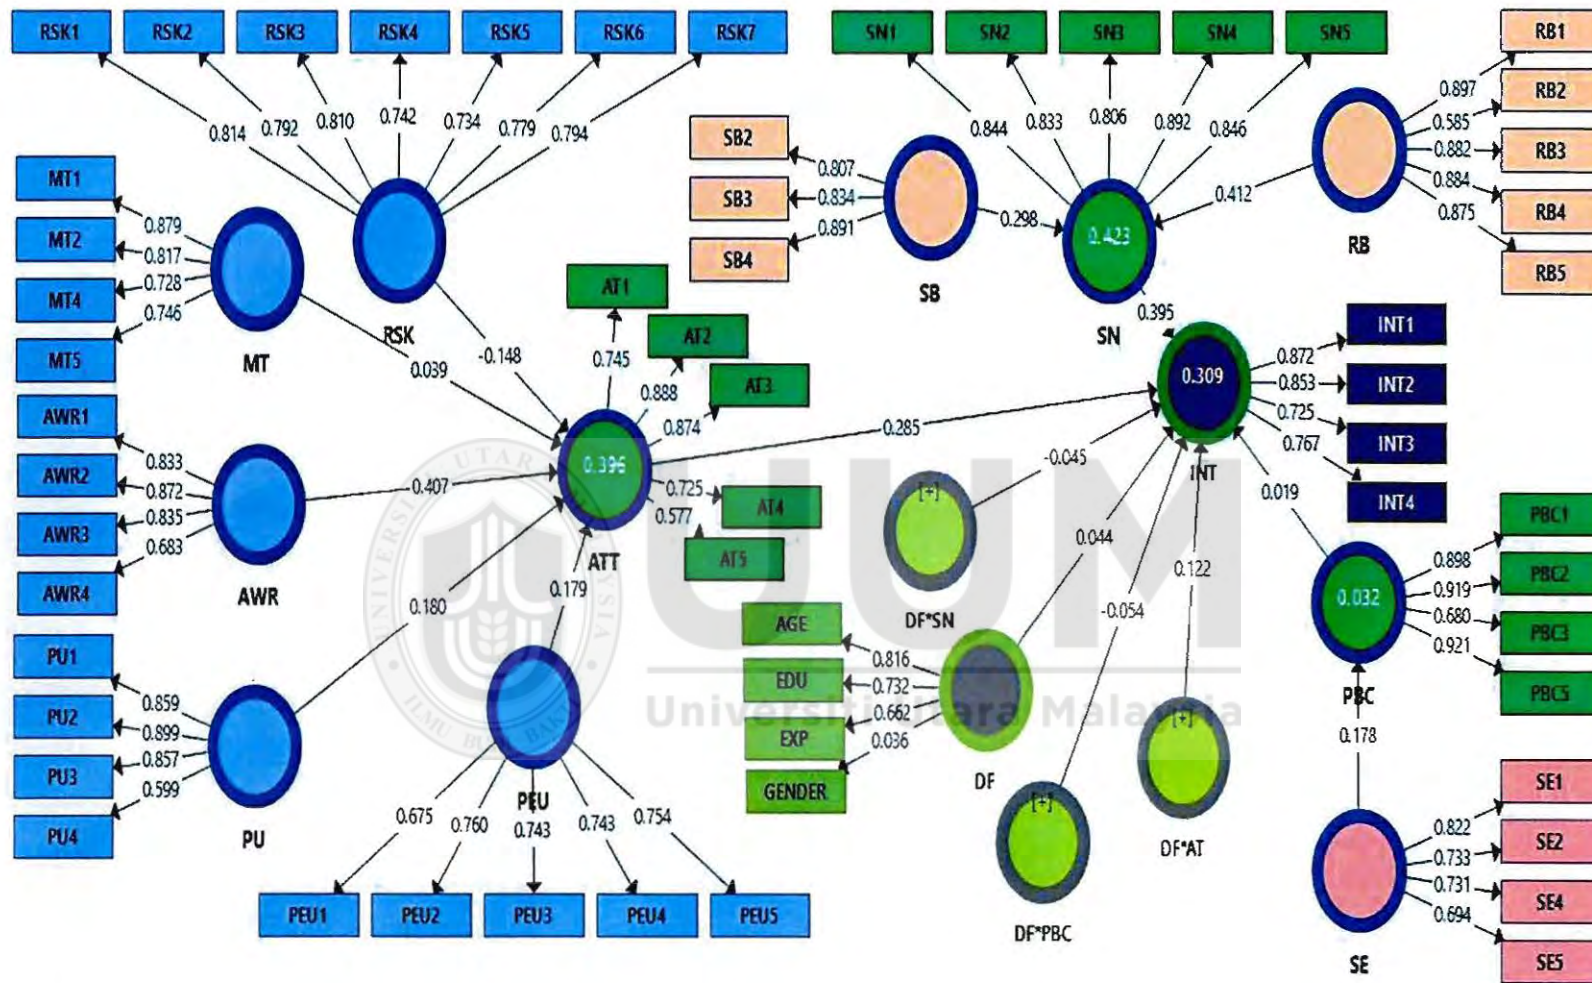 RSK1 RSK2 RSK3 RSK4 RSK5 RSK6 RSK7
0.814 0.792 0.810 0.742 0.734 0.779 0.794
RSK
SN1 SN2 SN3 SN4 SN5
0.844 0.833 0.806 0.892 0.846
0.423
SN
RB1
RB2
RB3
RB4
RB5
0.897
0.585
0.882
0.884
0.875
RB
0.412
SB2
SB3
SB4
0.807
0.834
0.891
SB
0.298
0.395
MT1
MT2
MT4
MT5
0.879
0.817
0.728
0.746
MT
0.039
-0.148
AT1
AT2
AT3
AT4
AT5
0.745
0.888
0.874
0.725
0.577
0.396
ATT
0.285
INT1
INT2
INT3
INT4
0.872
0.853
0.725
0.767
0.309
INT
AWR1
AWR2
AWR3
AWR4
0.833
0.872
0.835
0.683
AWR
0.407
PU1
PU2
PU3
PU4
0.859
0.899
0.857
0.599
PU
0.180
0.179
PEU
0.675 0.760 0.743 0.743 0.754
PEU1 PEU2 PEU3 PEU4 PEU5
[+]
DF*SN
-0.045
0.044
-0.054
0.122
0.019
AGE
EDU
EXP
GENDER
0.816
0.732
0.662
0.036
DF
[+]
DF*PBC
[+]
DF*AT
PBC1
PBC2
PBC3
PBC5
0.898
0.919
0.680
0.921
0.032
PBC
0.178
SE1
SE2
SE4
SE5
0.822
0.733
0.731
0.694
SE
UUM
Universiti Utara Malaysia